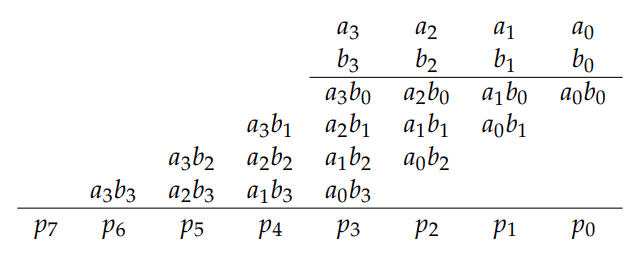 a₃ a₂ a₁ a₀
b₃ b₂ b₁ b₀
a₃b₀ a₂b₀ a₁b₀ a₀b₀
a₃b₁ a₂b₁ a₁b₁ a₀b₁
a₃b₂ a₂b₂ a₁b₂ a₀b₂
a₃b₃ a₂b₃ a₁b₃ a₀b₃
p₇ p₆ p₅ p₄ p₃ p₂ p₁ p₀